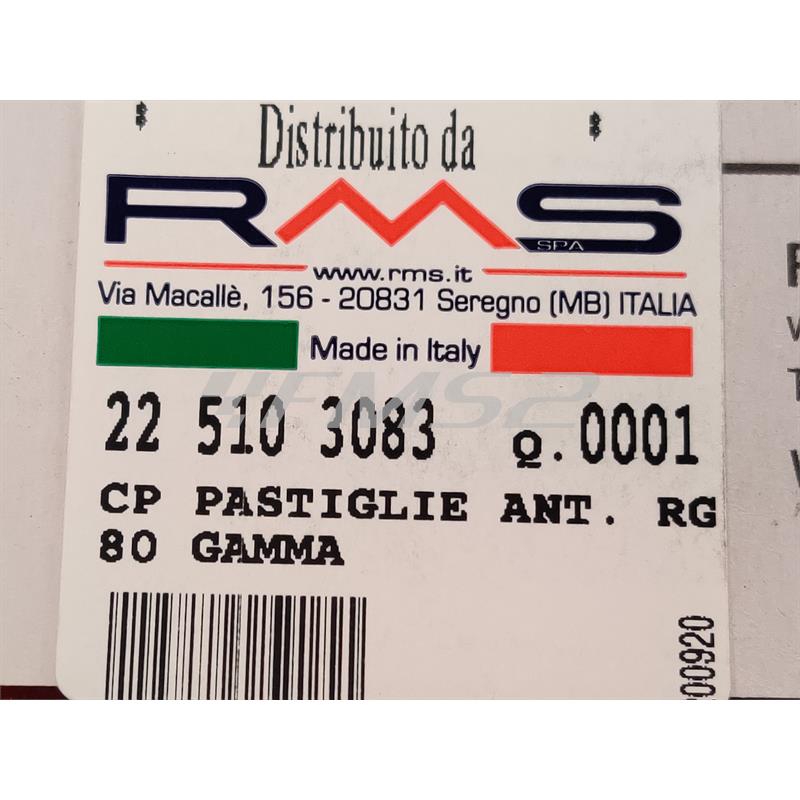 Distribuito da
RMS
SPA
www.rms.it
Via Macallè, 156 - 20831 Seregno (MB) ITALIA
Made in Italy
22 510 3083 Q.0001
CP PASTIGLIE ANT. RG
80 GAMMA